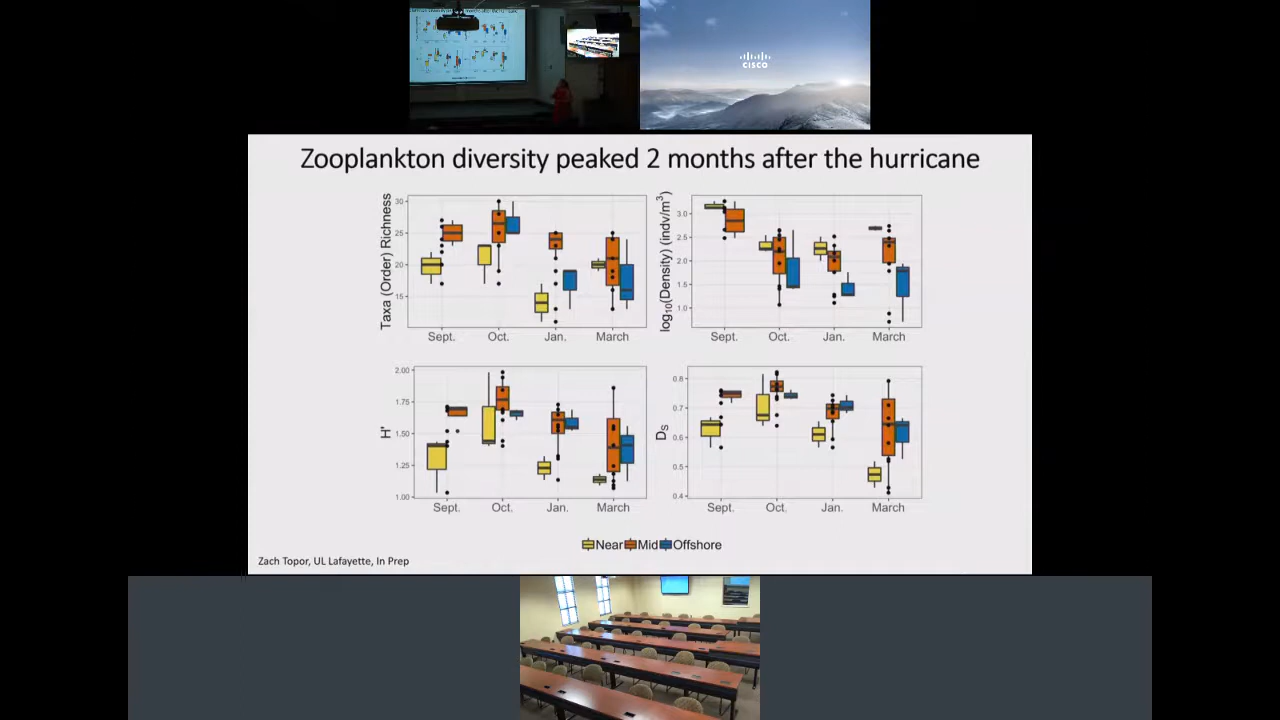 CISCO
Zooplankton diversity peaked 2 months after the hurricane
Taxa (Order) Richness
30
25
20
15
Sept. Oct. Jan. March
log₁₀(Density) (indv/m³)
3.0
2.5
2.0
1.5
1.0
Sept. Oct. Jan. March
H'
2.00
1.75
1.50
1.25
1.00
Sept. Oct. Jan. March
Dₛ
0.8
0.7
0.6
0.5
0.4
Sept. Oct. Jan. March
Near Mid Offshore
Zach Topor, UL Lafayette, In Prep